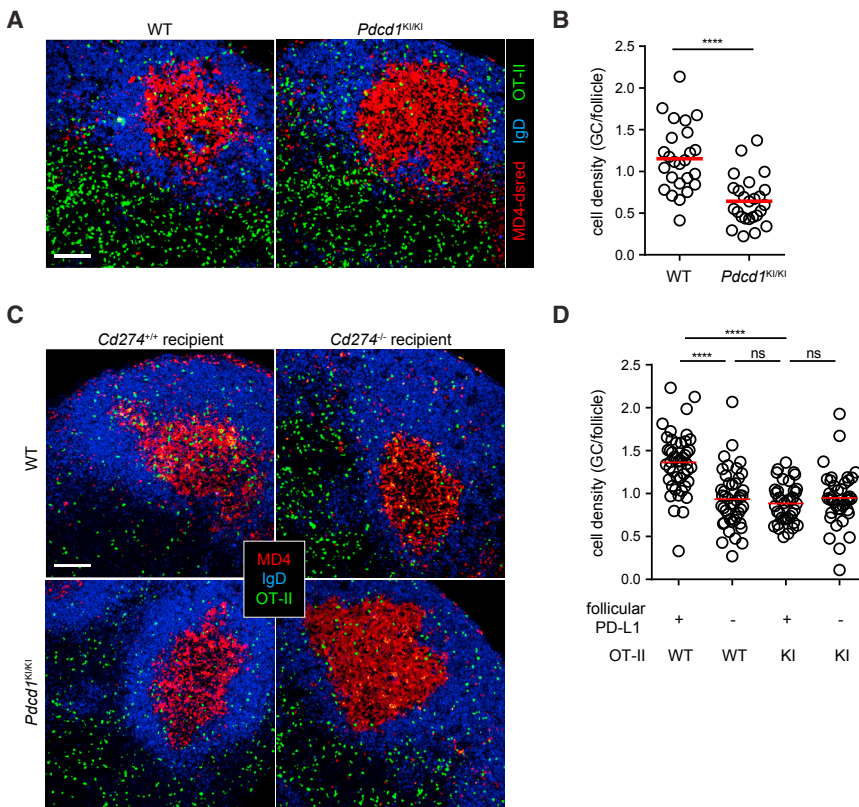 A
WT
Pdcd1KI/KI
MD4-dsred IgD OT-II
B
****
cell density (GC/follicle)
2.5
2.0
1.5
1.0
0.5
0.0
WT
Pdcd1KI/KI
C
Cd274+/+ recipient
Cd274-/- recipient
WT
Pdcd1KI/KI
MD4
IgD
OT-II
D
****
**** ns ns
cell density (GC/follicle)
2.5
2.0
1.5
1.0
0.5
0.0
follicular
PD-L1 + - + -
OT-II WT WT KI KI